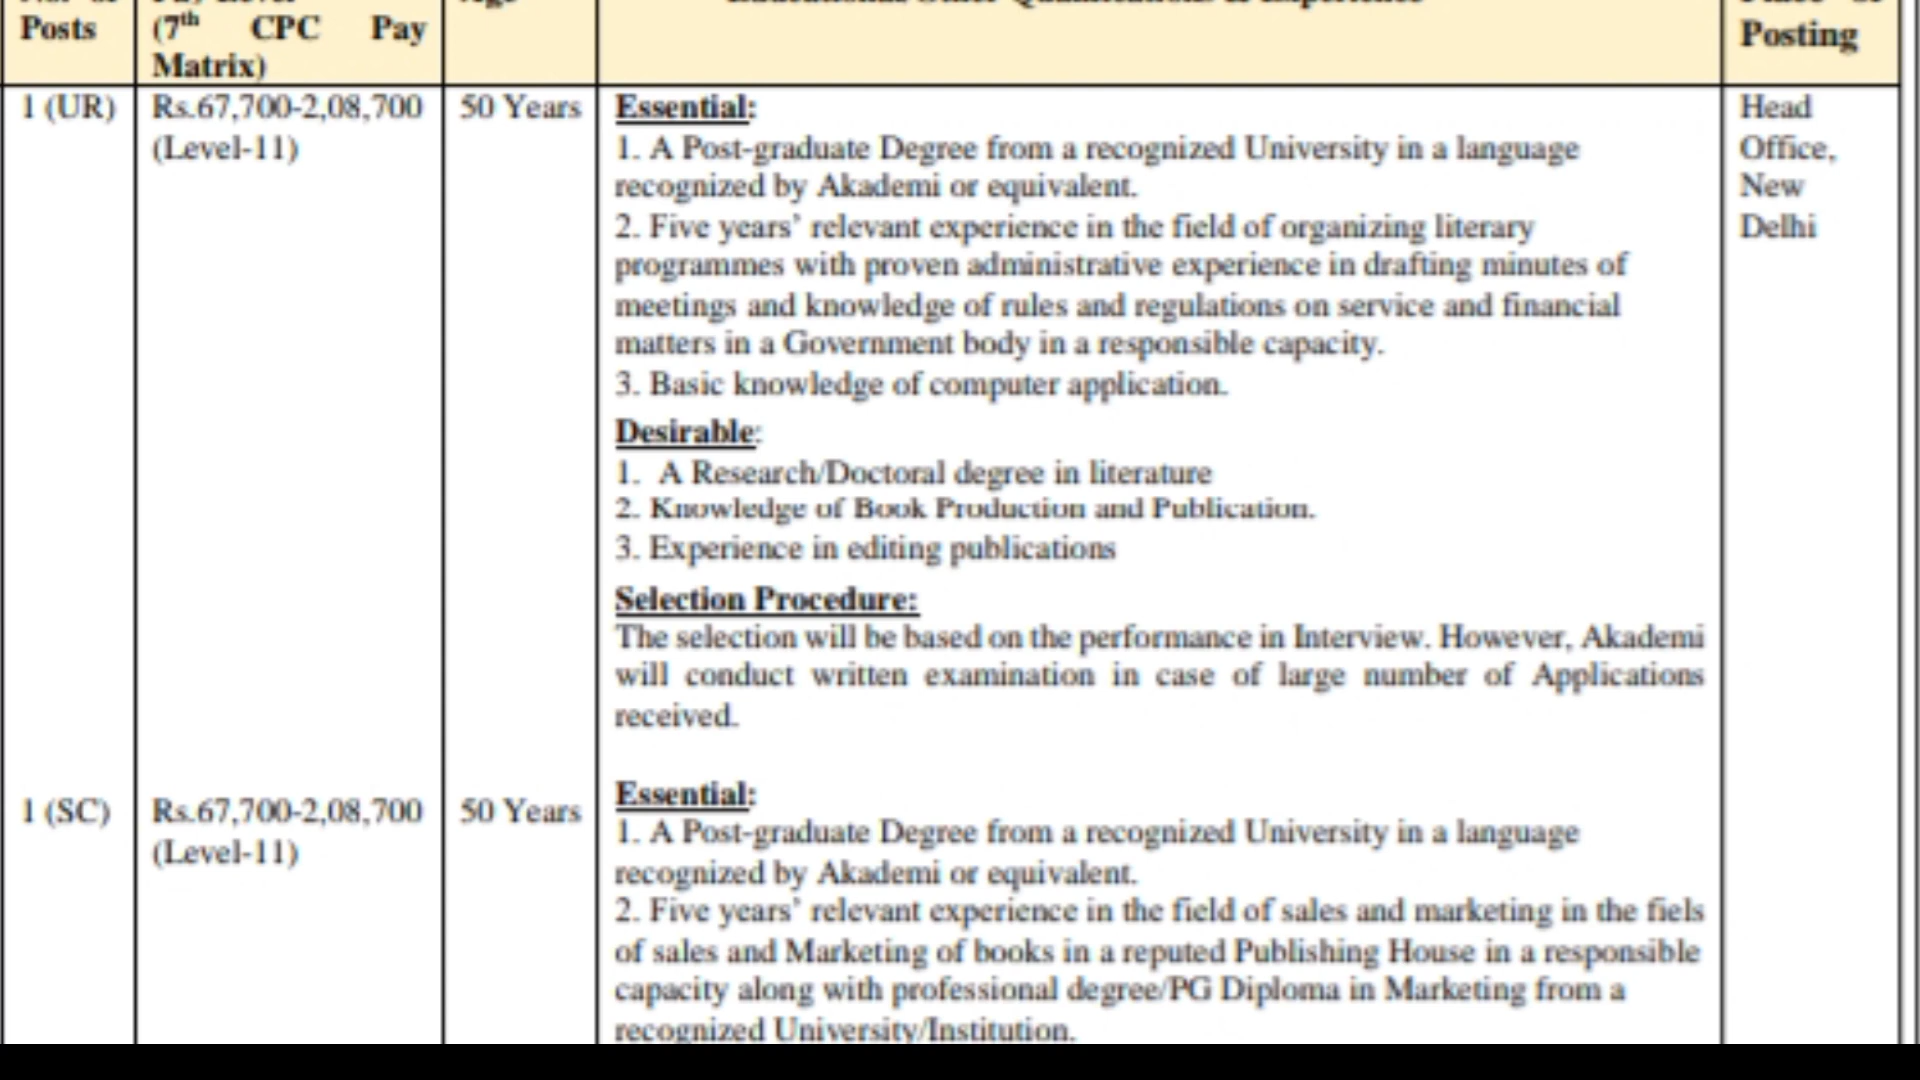 Posts
(7th CPC Pay
Matrix)
Posting
1 (UR)
Rs.67,700-2,08,700
(Level-11)
50 Years
Essential:
1. A Post-graduate Degree from a recognized University in a language
recognized by Akademi or equivalent.
2. Five years’ relevant experience in the field of organizing literary
programmes with proven administrative experience in drafting minutes of
meetings and knowledge of rules and regulations on service and financial
matters in a Government body in a responsible capacity.
3. Basic knowledge of computer application.
Desirable:
1. A Research/Doctoral degree in literature
2. Knowledge of Book Production and Publication.
3. Experience in editing publications
Selection Procedure:
The selection will be based on the performance in Interview. However, Akademi
will conduct written examination in case of large number of Applications
received.
Head
Office,
New
Delhi
1 (SC)
Rs.67,700-2,08,700
(Level-11)
50 Years
Essential:
1. A Post-graduate Degree from a recognized University in a language
recognized by Akademi or equivalent.
2. Five years’ relevant experience in the field of sales and marketing in the fiels
of sales and Marketing of books in a reputed Publishing House in a responsible
capacity along with professional degree/PG Diploma in Marketing from a
recognized University/Institution.